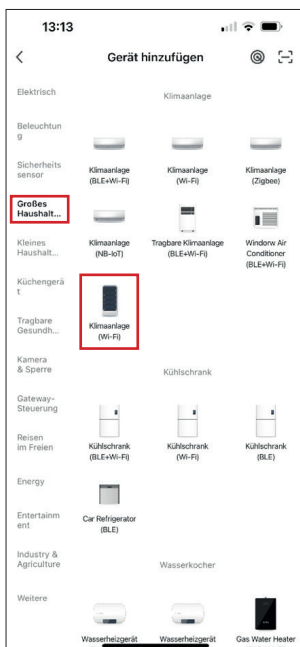 13:13
Gerät hinzufügen
Elektrisch
Beleuchtun
g
Sicherheits
sensor
Großes
Haushalt...
Kleines
Haushalt...
Küchengerä
t
Tragbare
Gesundh...
Kamera
& Sperre
Gateway-
Steuerung
Reisen
im Freien
Energy
Entertainm
ent
Industry &
Agriculture
Weitere
Klimaanlage
Klimaanlage
(BLE+Wi-Fi)
Klimaanlage
(Wi-Fi)
Klimaanlage
(Zigbee)
Klimaanlage
(NB-IoT)
Tragbare Klimaanlage
(BLE+Wi-Fi)
Windorw Air
Conditioner
(BLE+Wi-Fi)
Klimaanlage
(Wi-Fi)
Kühlschrank
Kühlschrank
(BLE+Wi-Fi)
Kühlschrank
(Wi-Fi)
Kühlschrank
(BLE)
Car Refrigerator
(BLE)
Wasserkocher
Wasserheizgerät
Wasserheizgerät
Gas Water Heater